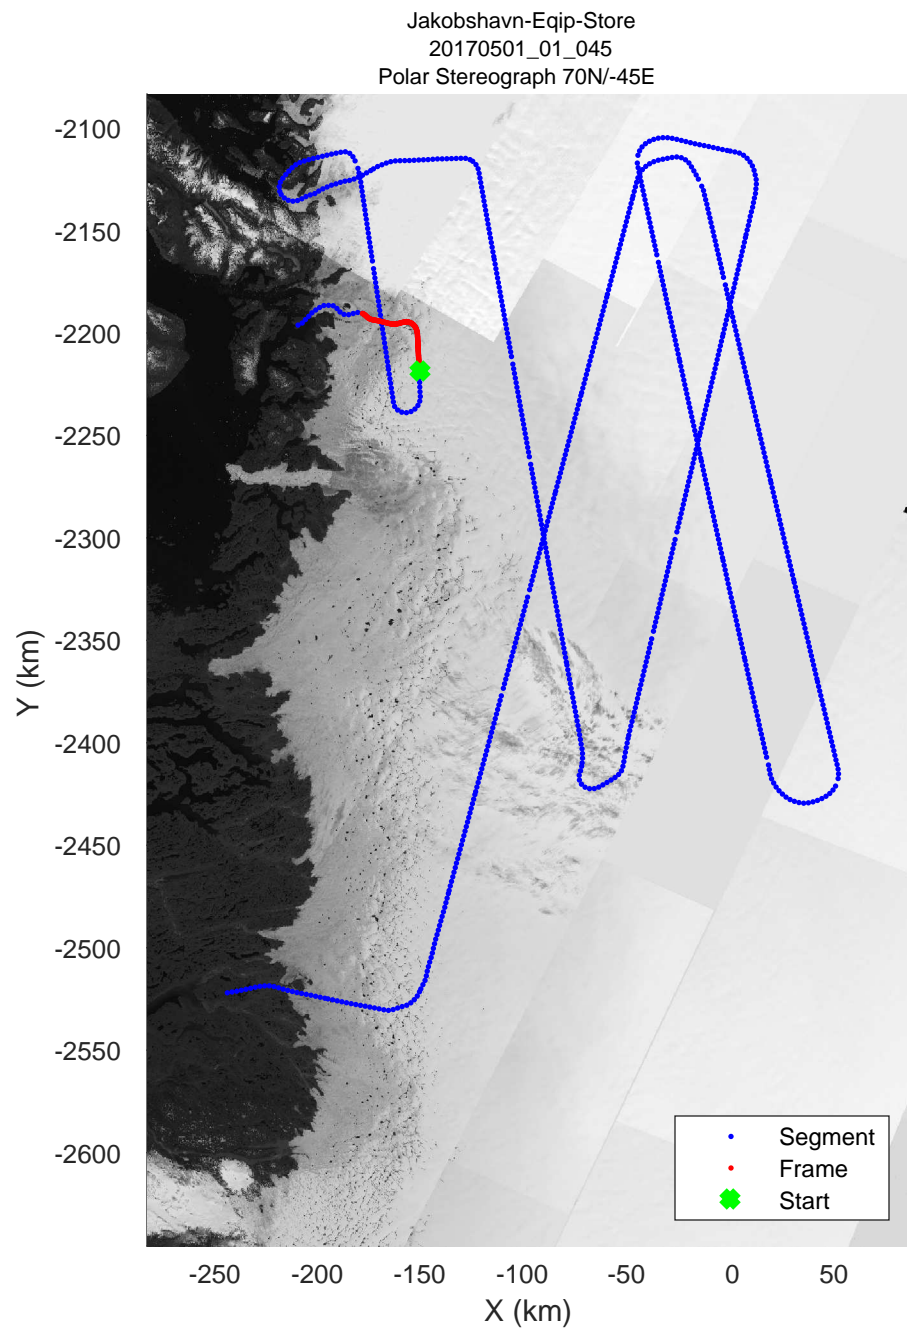 Jakobshavn-Eqip-Store
20170501_01_045
Polar Stereograph 70N/-45E
-2100
-2150
-2200
-2250
-2300
-2350
-2400
-2450
-2500
-2550
-2600
Y (km)
Segment
Frame
Start
-250 -200 -150 -100 -50 0 50
X (km)